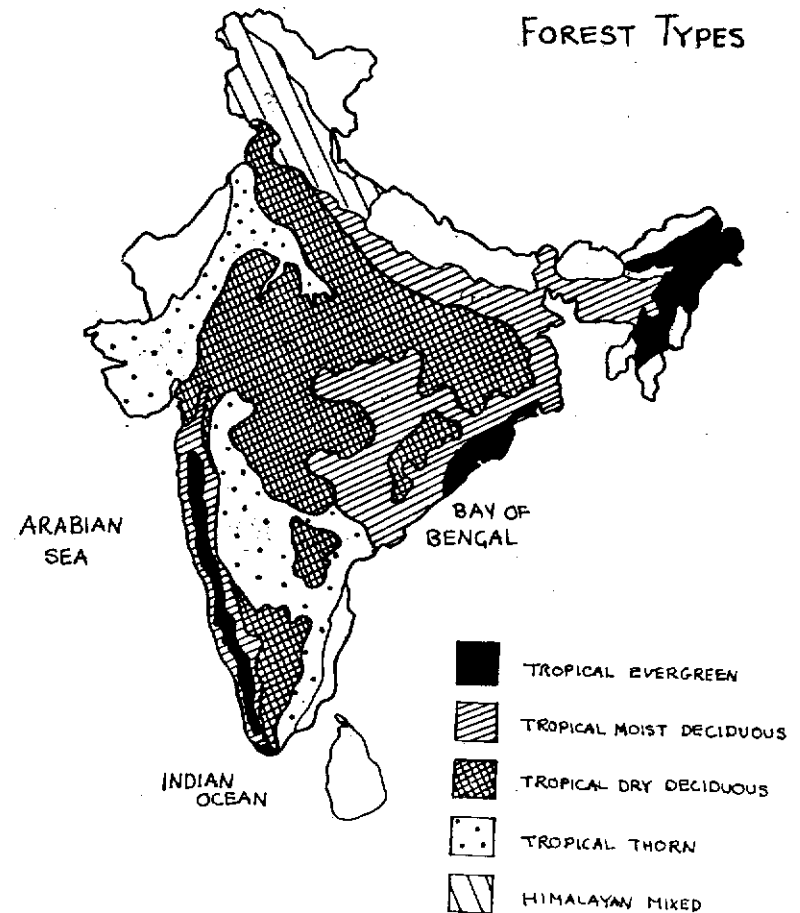 FOREST TYPES
ARABIAN
SEA
BAY OF
BENGAL
INDIAN
OCEAN
TROPICAL EVERGREEN
TROPICAL MOIST DECIDUOUS
TROPICAL DRY DECIDUOUS
TROPICAL THORN
HIMALAYAN MIXED